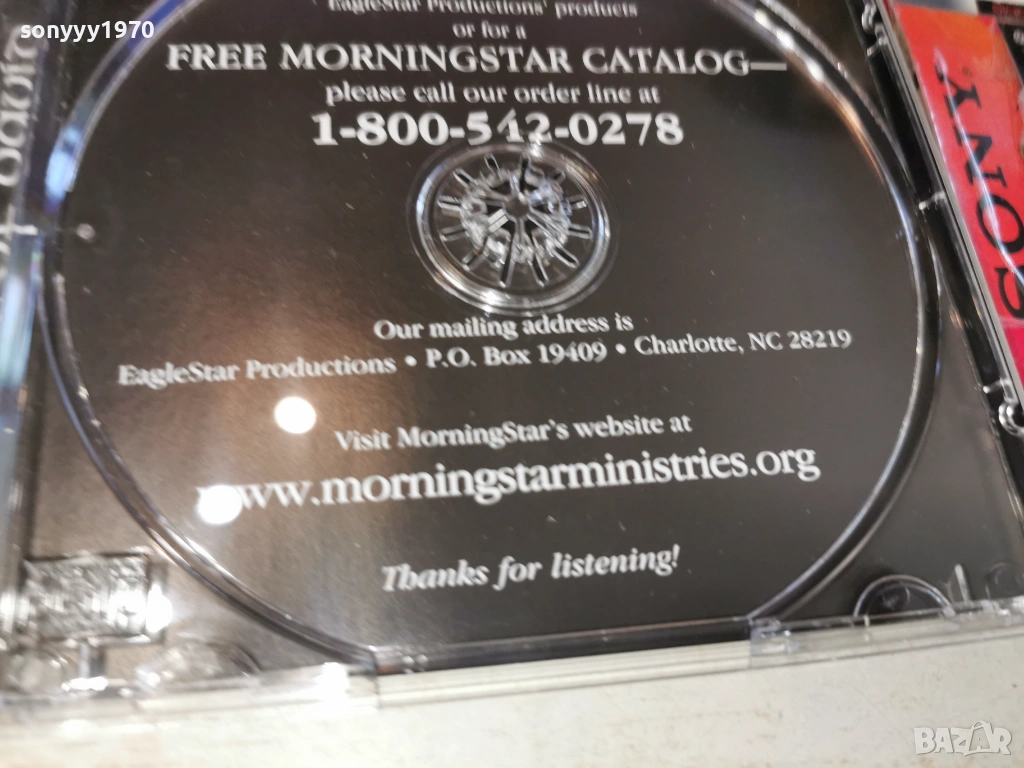 sonyyy1970
EagleStar Productions' products
or for a
FREE MORNINGSTAR CATALOG—
please call our order line at
1-800-542-0278
Our mailing address is
EagleStar Productions • P.O. Box 19409 • Charlotte, NC 28219
Visit MorningStar's website at
www.morningstarministries.org
Thanks for listening!
SONY
BAZAR